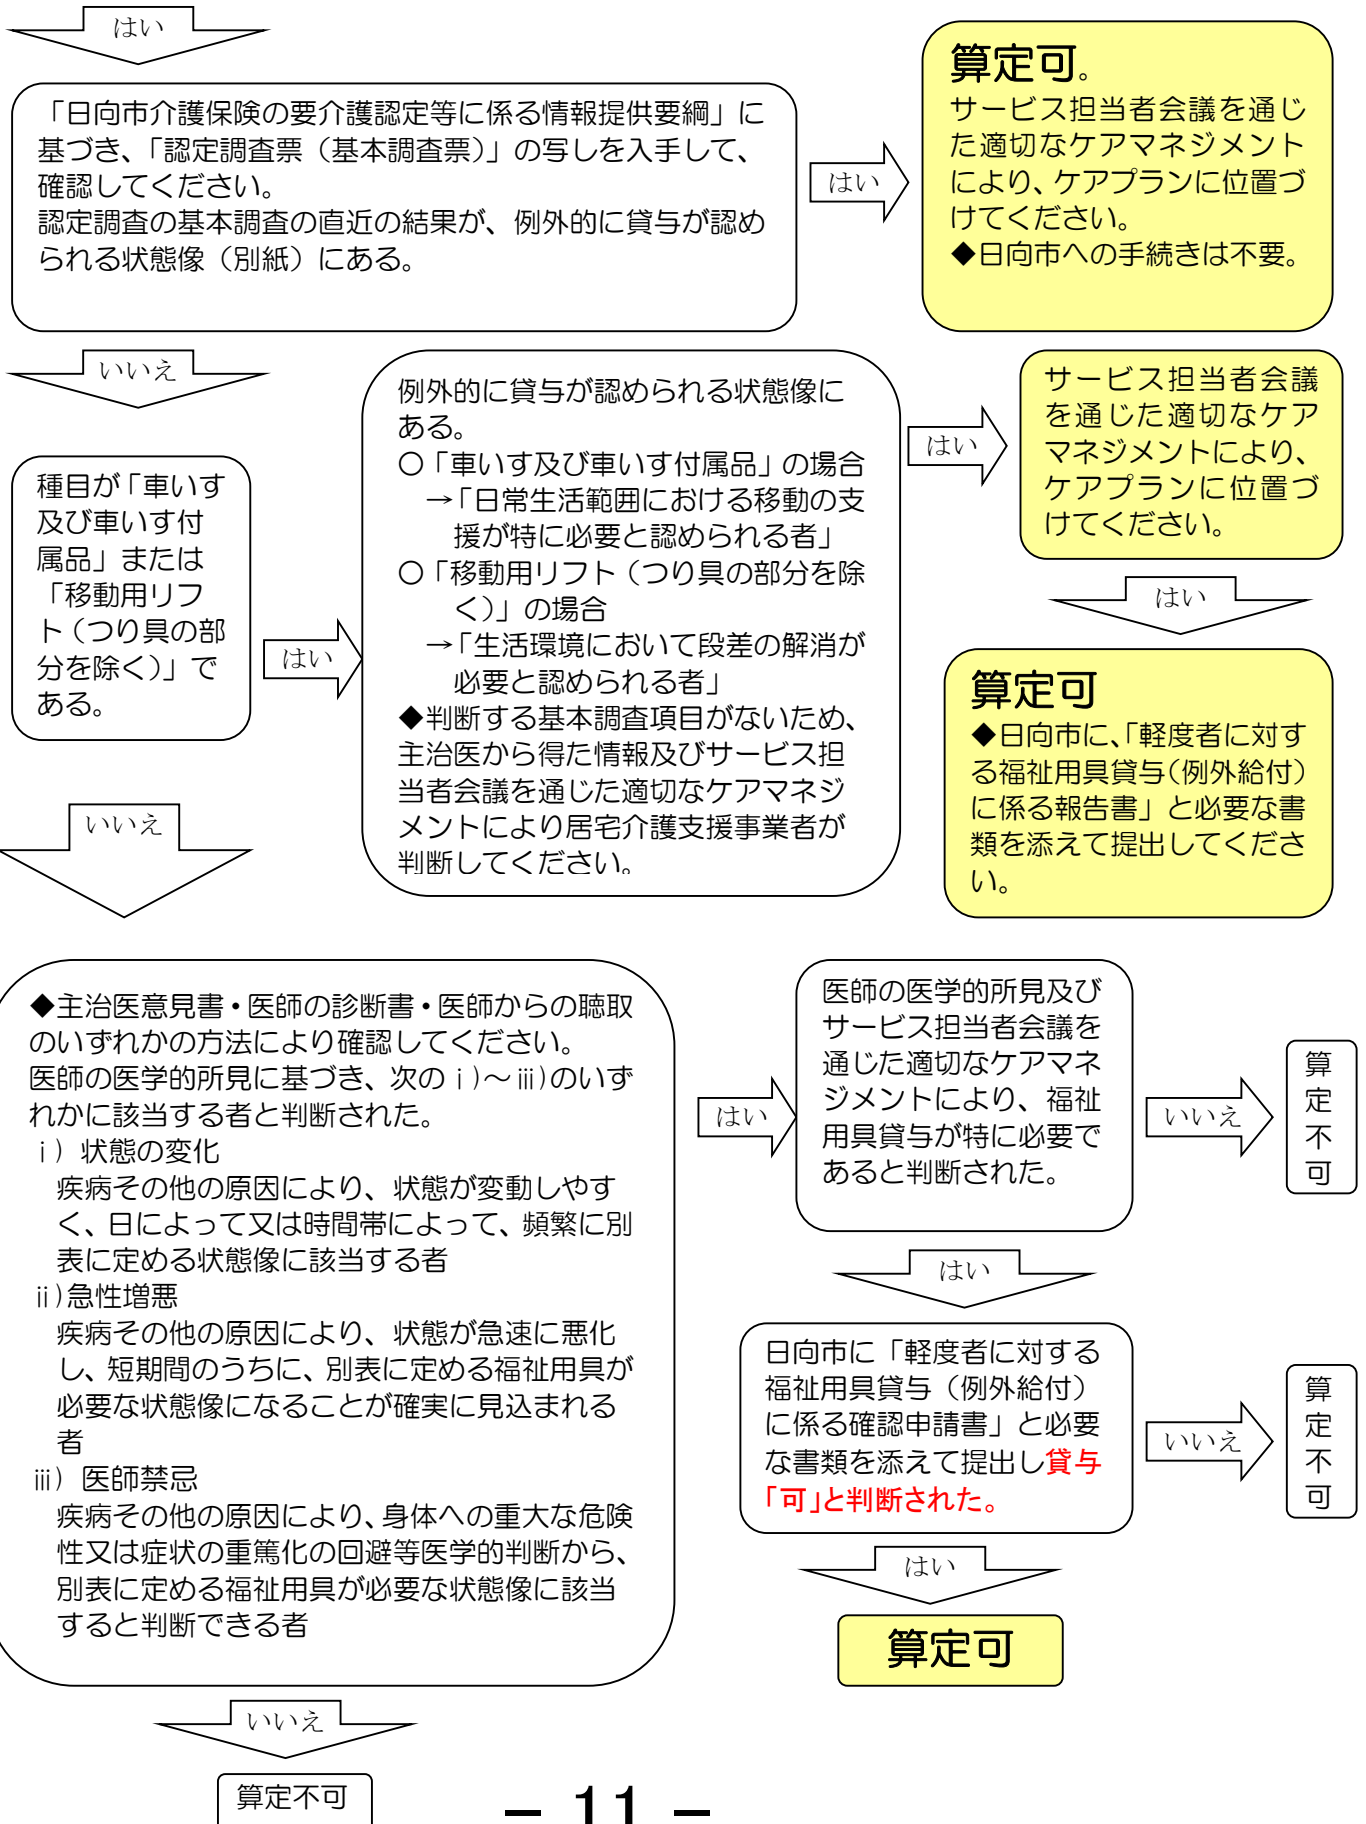 はい
「日向市介護保険の要介護認定等に係る情報提供要綱」に
基づき、「認定調査票（基本調査票）」の写しを入手して、
確認してください。
認定調査の基本調査の直近の結果が、例外的に貸与が認め
られる状態像（別紙）にある。
はい
算定可。
サービス担当者会議を通じ
た適切なケアマネジメント
により、ケアプランに位置づ
けてください。
◆日向市への手続きは不要。
いいえ
種目が「車いす
及び車いす付
属品」または
「移動用リフ
ト（つり具の部
分を除く）」で
ある。
はい
例外的に貸与が認められる状態像に
ある。
○「車いす及び車いす付属品」の場合
→「日常生活範囲における移動の支
援が特に必要と認められる者」
○「移動用リフト（つり具の部分を除
く）」の場合
→「生活環境において段差の解消が
必要と認められる者」
◆判断する基本調査項目がないため、
主治医から得た情報及びサービス担
当者会議を通じた適切なケアマネジ
メントにより居宅介護支援事業者が
判断してください。
はい
サービス担当者会議
を通じた適切なケア
マネジメントにより、
ケアプランに位置づ
けてください。
はい
算定可
◆日向市に、「軽度者に対す
る福祉用具貸与（例外給付）
に係る報告書」と必要な書
類を添えて提出してくださ
い。
いいえ
◆主治医意見書・医師の診断書・医師からの聴取
のいずれかの方法により確認してください。
医師の医学的所見に基づき、次のⅰ)～ⅲ)のいず
れかに該当する者と判断された。
ⅰ) 状態の変化
疾病その他の原因により、状態が変動しやす
く、日によって又は時間帯によって、頻繁に別
表に定める状態像に該当する者
ⅱ)急性増悪
疾病その他の原因により、状態が急速に悪化
し、短期間のうちに、別表に定める福祉用具が
必要な状態像になることが確実に見込まれる
者
ⅲ) 医師禁忌
疾病その他の原因により、身体への重大な危険
性又は症状の重篤化の回避等医学的判断から、
別表に定める福祉用具が必要な状態像に該当
すると判断できる者
はい
医師の医学的所見及び
サービス担当者会議を
通じた適切なケアマネ
ジメントにより、福祉
用具貸与が特に必要で
あると判断された。
いいえ
算
定
不
可
はい
日向市に「軽度者に対する
福祉用具貸与（例外給付）
に係る確認申請書」と必要
な書類を添えて提出し貸与
「可」と判断された。
いいえ
算
定
不
可
はい
算定可
いいえ
算定不可
－ 11 －